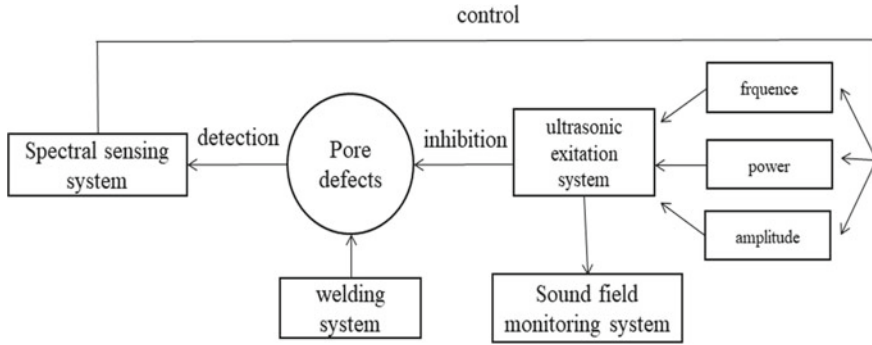 control
frquence
detection
Pore
defects
inhibition
ultrasonic
exitation
system
Spectral sensing
system
power
amplitude
welding
system
Sound field
monitoring system